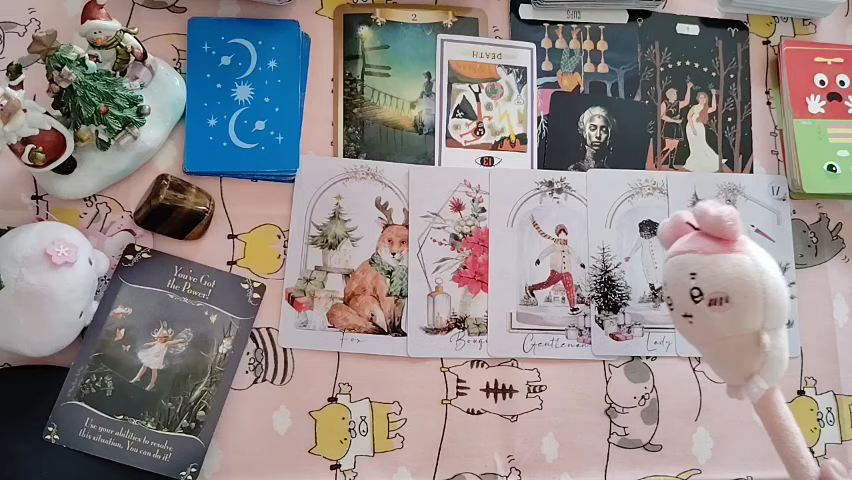 2
CUPS
DEATH
You've Got
the Power!
Fox
Gentleman
Lady
Use your abilities to resolve
this situation. You can do it!